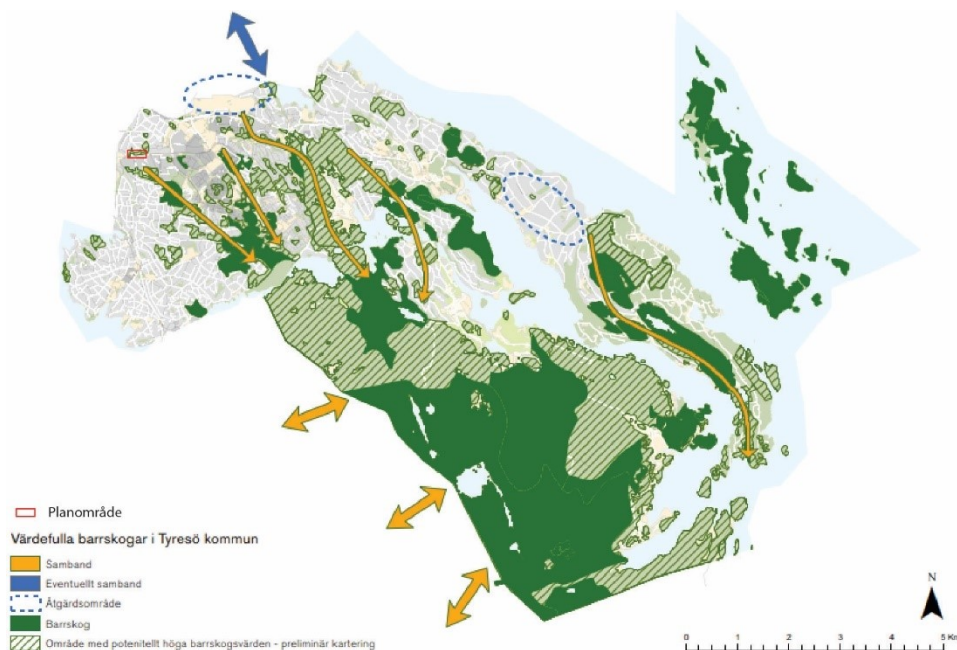 Planområde
Värdefulla barrskogar i Tyresö kommun
Samband
Eventuellt samband
Åtgärdsområde
Barrskog
Område med potenitellt höga barrskogsvärden - preliminär kartering
N
0 1 2 3 4 5 Km